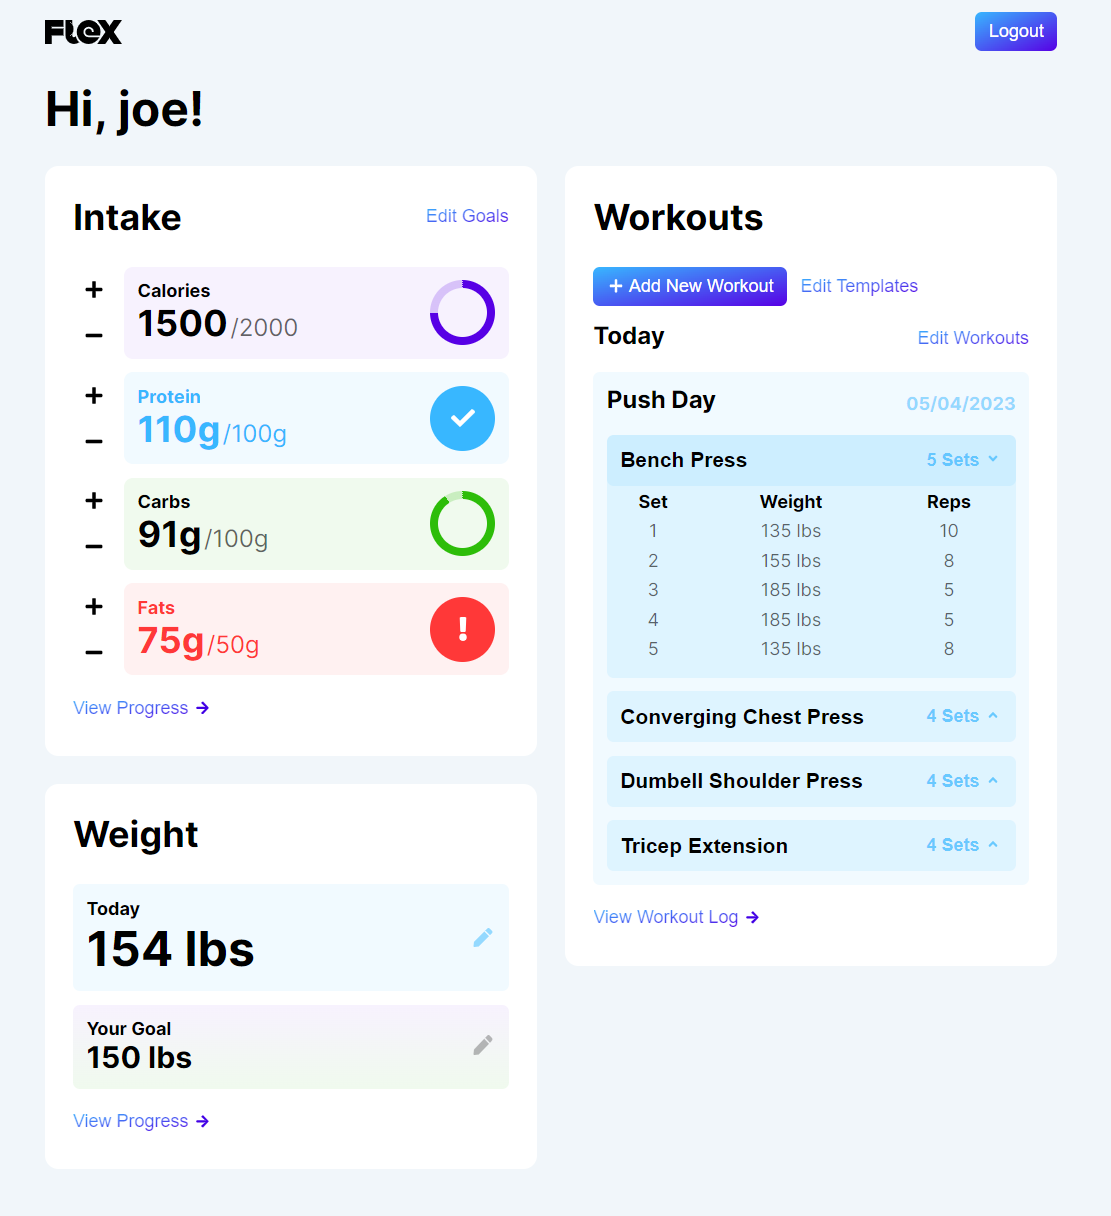 FLEX
Logout
Hi, joe!
Intake
Edit Goals
Calories
1500/2000
Protein
110g/100g
Carbs
91g/100g
Fats
75g/50g
View Progress
Weight
Today
154 lbs
Your Goal
150 lbs
View Progress
Workouts
+ Add New Workout
Edit Templates
Today
Edit Workouts
Push Day
05/04/2023
Bench Press
5 Sets
Set Weight Reps
1 135 lbs 10
2 155 lbs 8
3 185 lbs 5
4 185 lbs 5
5 135 lbs 8
Converging Chest Press
4 Sets
Dumbell Shoulder Press
4 Sets
Tricep Extension
4 Sets
View Workout Log